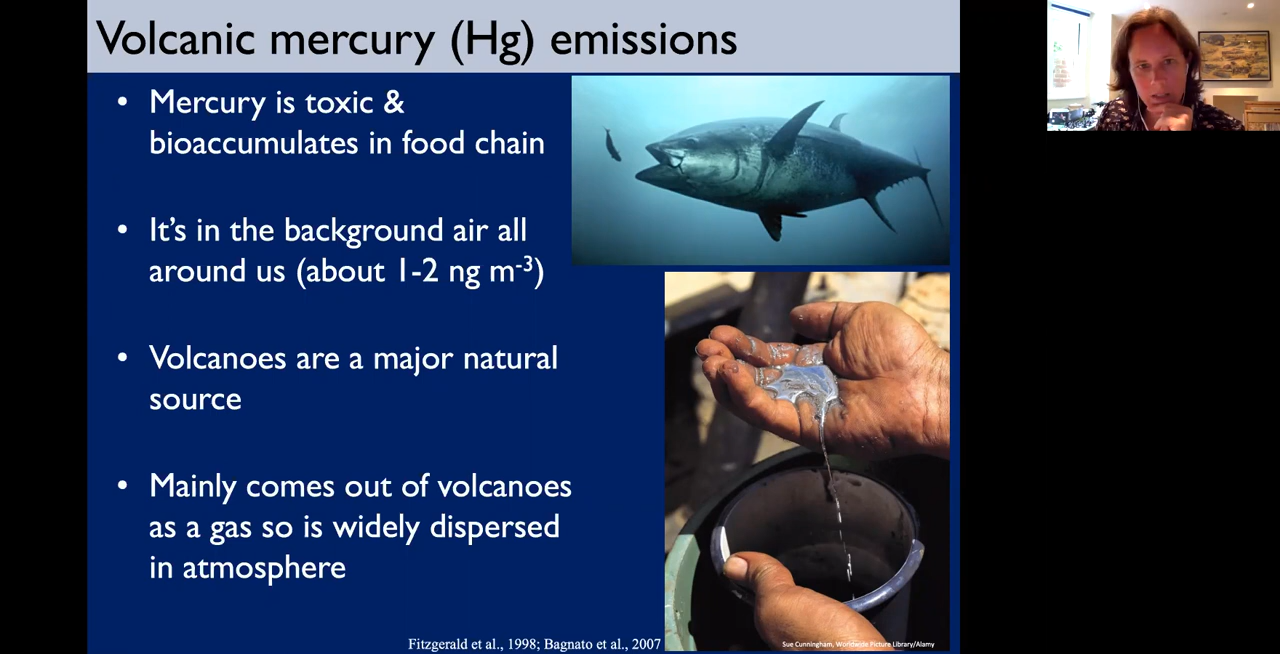 Volcanic mercury (Hg) emissions
• Mercury is toxic &
bioaccumulates in food chain
• It’s in the background air all
around us (about 1-2 ng m⁻³)
• Volcanoes are a major natural
source
• Mainly comes out of volcanoes
as a gas so is widely dispersed
in atmosphere
Fitzgerald et al., 1998; Bagnato et al., 2007
Sue Cunningham, Worldwide Picture Library/Alamy